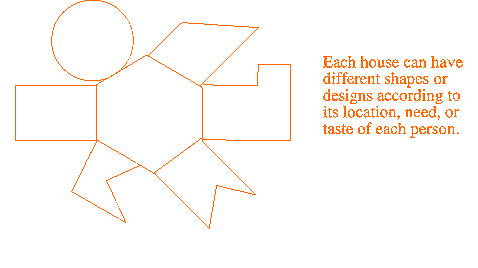 Each house can have
different shapes or
designs according to
its location, need, or
taste of each person.